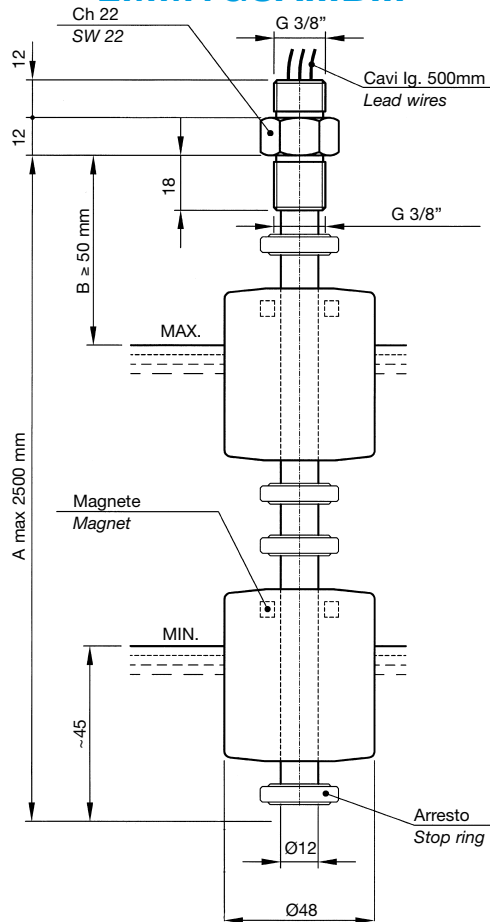 Ch 22
SW 22
G 3/8”
12
Cavi lg. 500mm
Lead wires
12
18
G 3/8”
B ≥ 50 mm
MAX.
A max 2500 mm
Magnete
Magnet
MIN.
~45
Arresto
Stop ring
Ø12
Ø48